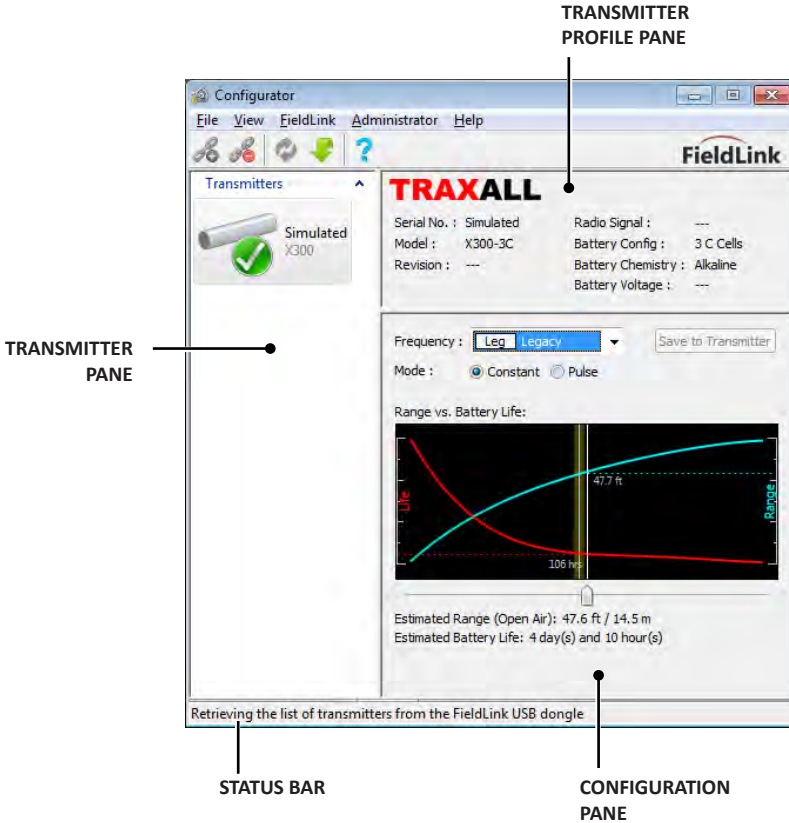 TRANSMITTER
PROFILE PANE
Configurator
File View FieldLink Administrator Help
FieldLink
Transmitters
Simulated
X300
TRAXALL
Serial No. : Simulated
Model : X300-3C
Revision : ---
Radio Signal : ---
Battery Config : 3 C Cells
Battery Chemistry : Alkaline
Battery Voltage : ---
TRANSMITTER
PANE
Frequency : Leg Legacy
Save to Transmitter
Mode : Constant Pulse
Range vs. Battery Life:
Life
47.7 ft
Range
106 hrs
Estimated Range (Open Air): 47.6 ft / 14.5 m
Estimated Battery Life: 4 day(s) and 10 hour(s)
Retrieving the list of transmitters from the FieldLink USB dongle
STATUS BAR
CONFIGURATION
PANE